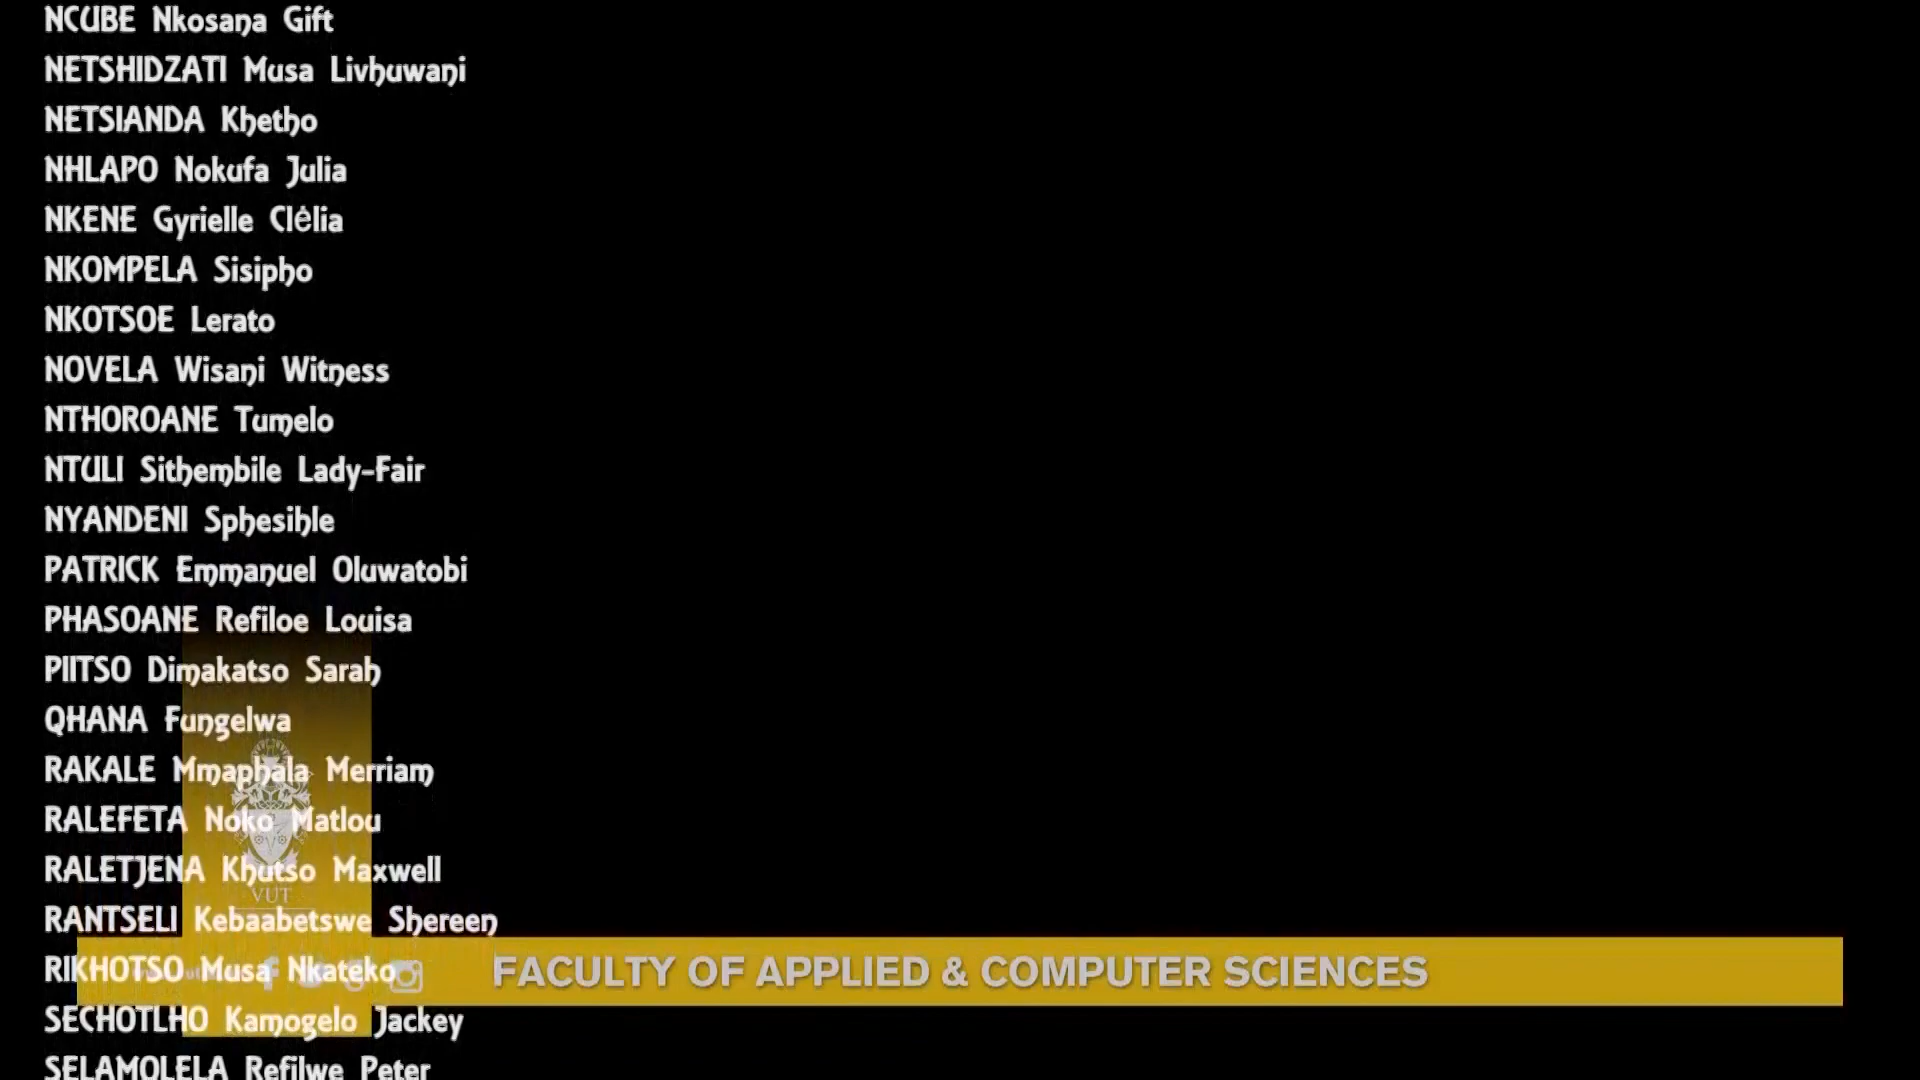 NCUBE Nkosana Gift
NETSHIDZATI Musa Livhuwani
NETSIANDA Khetho
NHLAPO Nokufa Julia
NKENE Gyrielle Clėlia
NKOMPELA Sisipho
NKOTSOE Lerato
NOVELA Wisani Witness
NTHOROANE Tumelo
NTULI Sithembile Lady-Fair
NYANDENI Sphesihle
PATRICK Emmanuel Oluwatobi
PHASOANE Refiloe Louisa
PIITSO Dimakatso Sarah
QHANA Fungelwa
RAKALE Mmaphala Merriam
RALEFETA Noko Matlou
RALETJENA Khutso Maxwell
VUT
RANTSELI Kebaabetswe Shereen
RIKHOTSO Musa Nkateko
FACULTY OF APPLIED & COMPUTER SCIENCES
SECHOTLHO Kamogelo Jackey
SELAMOLELA Refilwe Peter